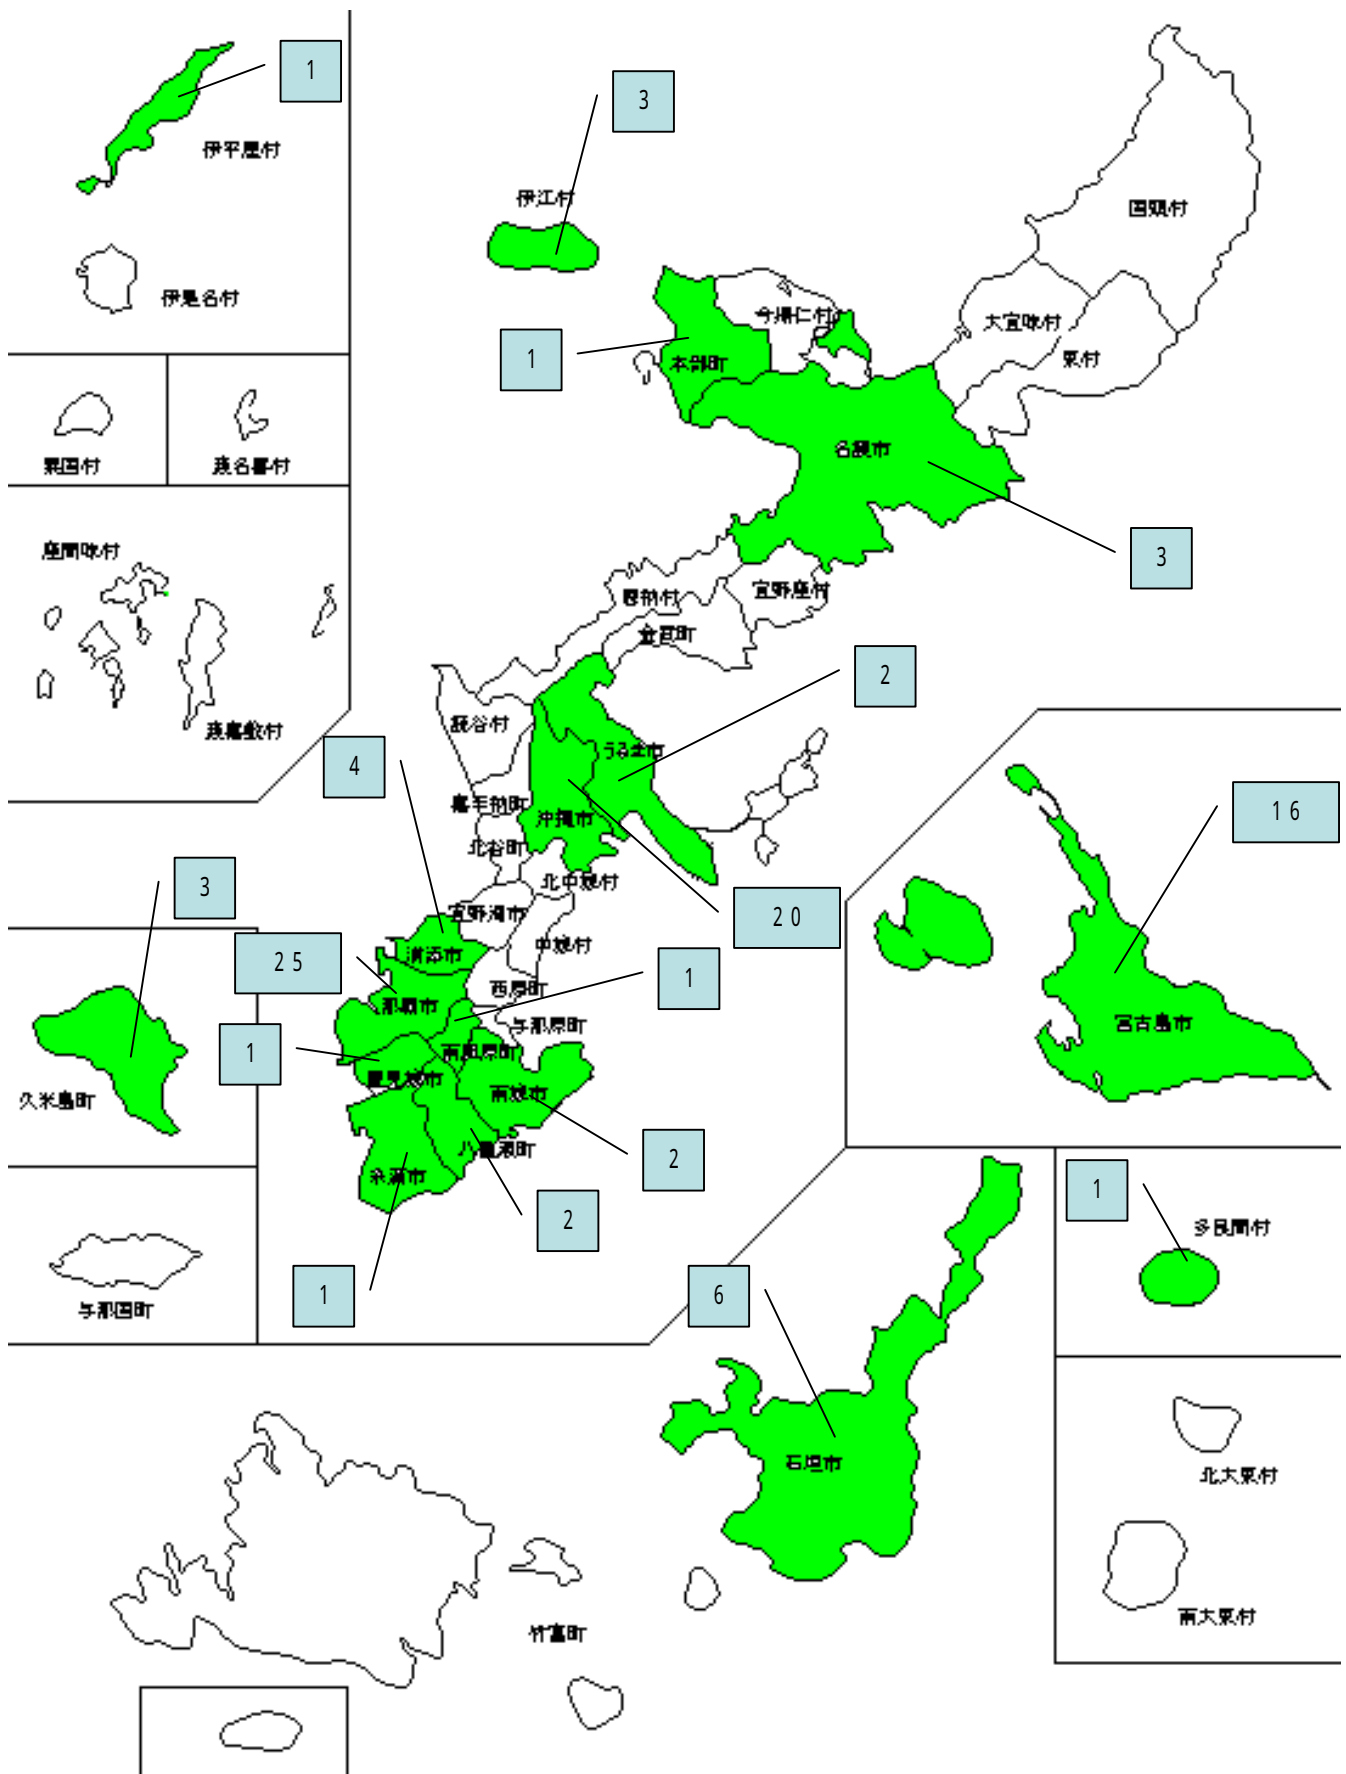 1
3
伊平屋村
伊江村
国頭村
伊是名村
今帰仁村
大宜味村
1
本部町
東村
粟国村
渡名喜村
名護市
座間味村
3
恩納村
宜野座村
金武町
2
渡嘉敷村
読谷村
うるま市
4
嘉手納町
沖縄市
16
北谷町
3
北中城村
宜野湾市
20
25
浦添市
中城村
1
西原町
那覇市
与那原町
宮古島市
1
南風原町
豊見城市
久米島町
南城市
八重瀬町
2
糸満市
1
2
多良間村
与那国町
1
6
石垣市
北大東村
南大東村
竹富町